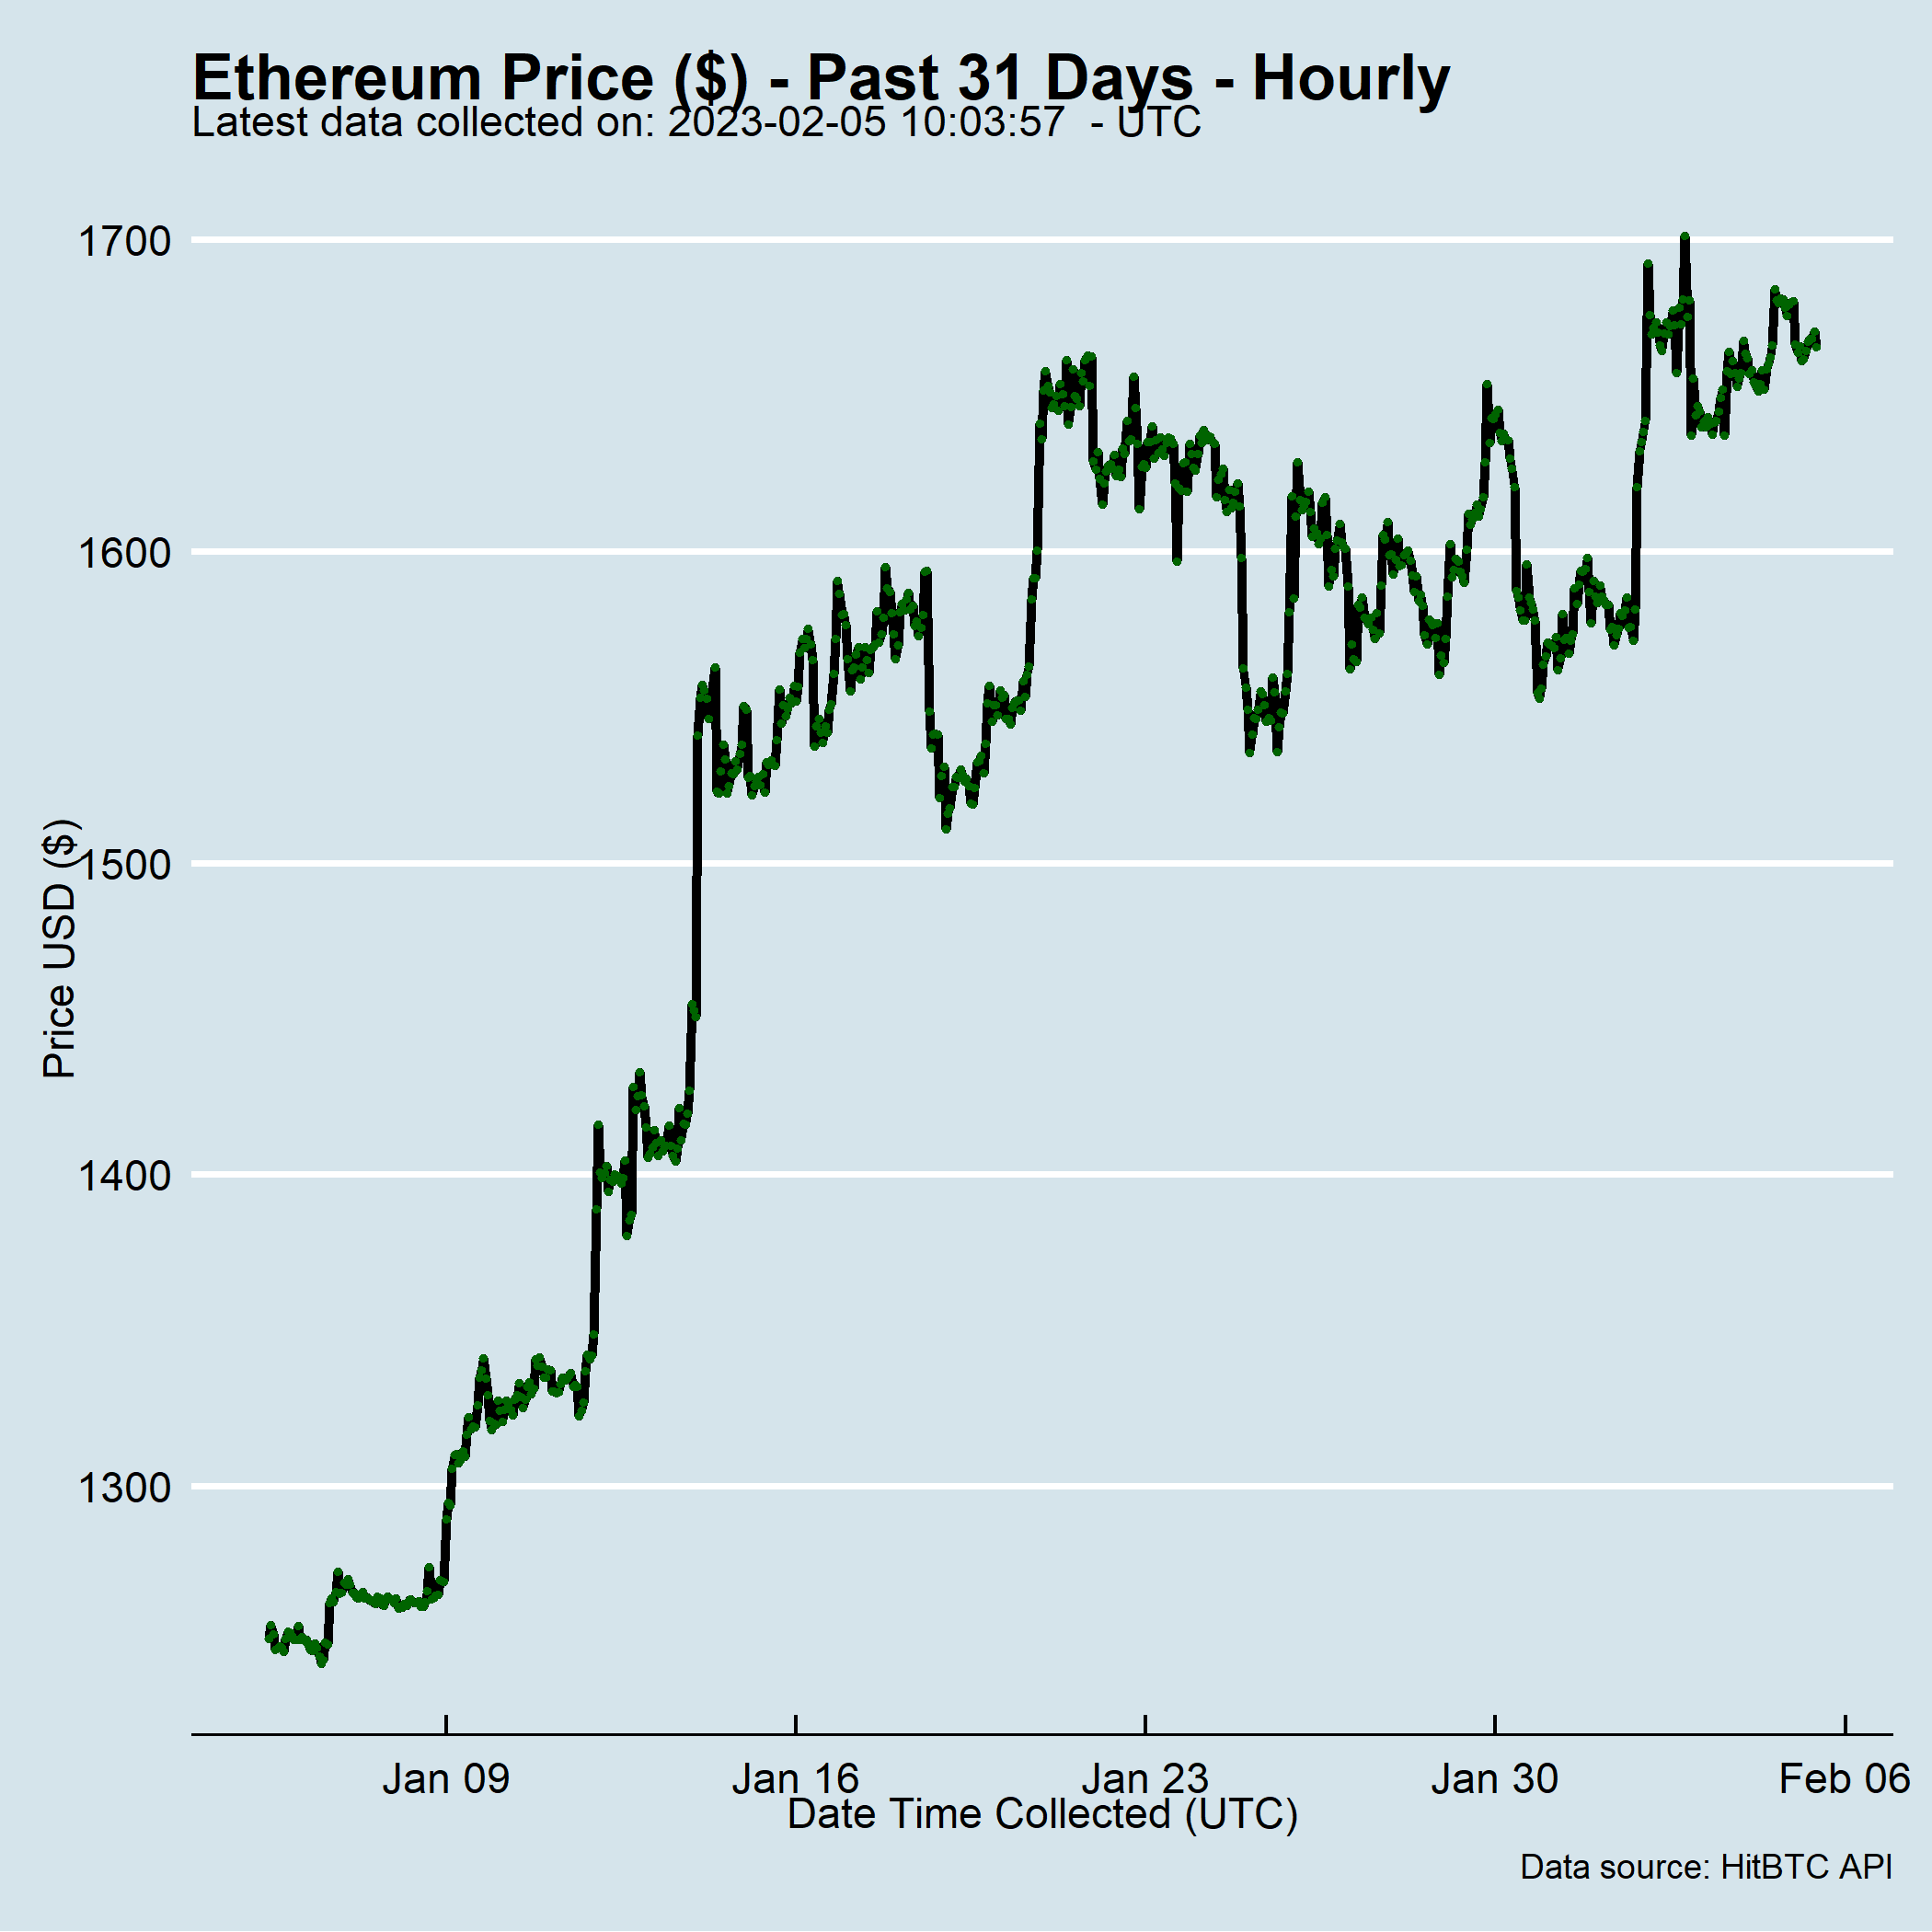 Ethereum Price ($) - Past 31 Days - Hourly
Latest data collected on: 2023-02-05 10:03:57  - UTC
1700
1600
1500
1400
1300
Price USD ($)
Jan 09
Jan 16
Jan 23
Jan 30
Feb 06
Date Time Collected (UTC)
Data source: HitBTC API